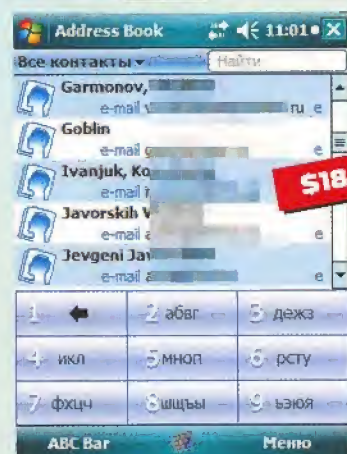 Address Book 11:01
Все контакты Найти
Garmonov,
e-mail ru e
Goblin
e-mail g e
Ivanjuk, Ko
e-mail
$18
Javorskih V
e-mail a e
Jevgeni Jav
e-mail a e
1 2 абвг 3 дежз
4 икл 5 мноп 6 рсту
7 фхцч 8 шщъы 9 ьэюя
ABC Bar Меню